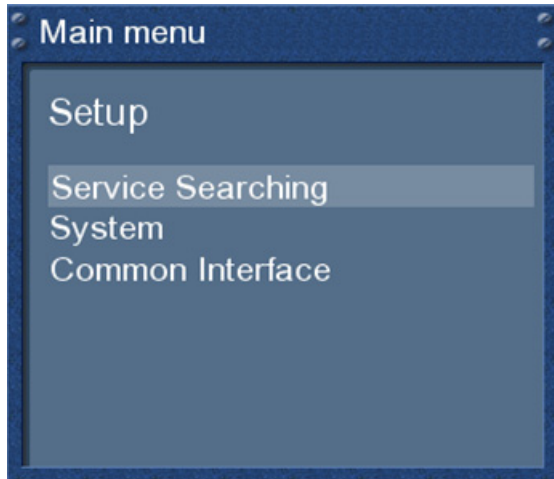 Main menu
Setup
Service Searching
System
Common Interface